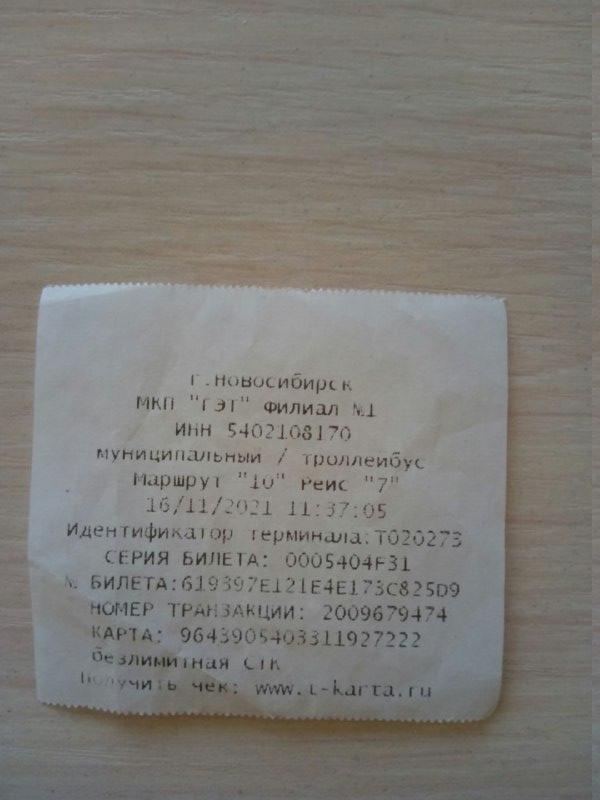 г.Новосибирск
МКП "ГЭТ" Филиал №1
ИНН 5402108170
муниципальный / троллейбус
Маршрут "10" Рейс "7"
16/11/2021 11:37:05
Идентификатор терминала:T020273
СЕРИЯ БИЛЕТА: 0005404F31
№ БИЛЕТА:619397E121E4E173C825D9
НОМЕР ТРАНЗАКЦИИ: 2009679474
КАРТА: 9643905403311927222
безлимитная СТК
Получить чек: www.t-karta.ru